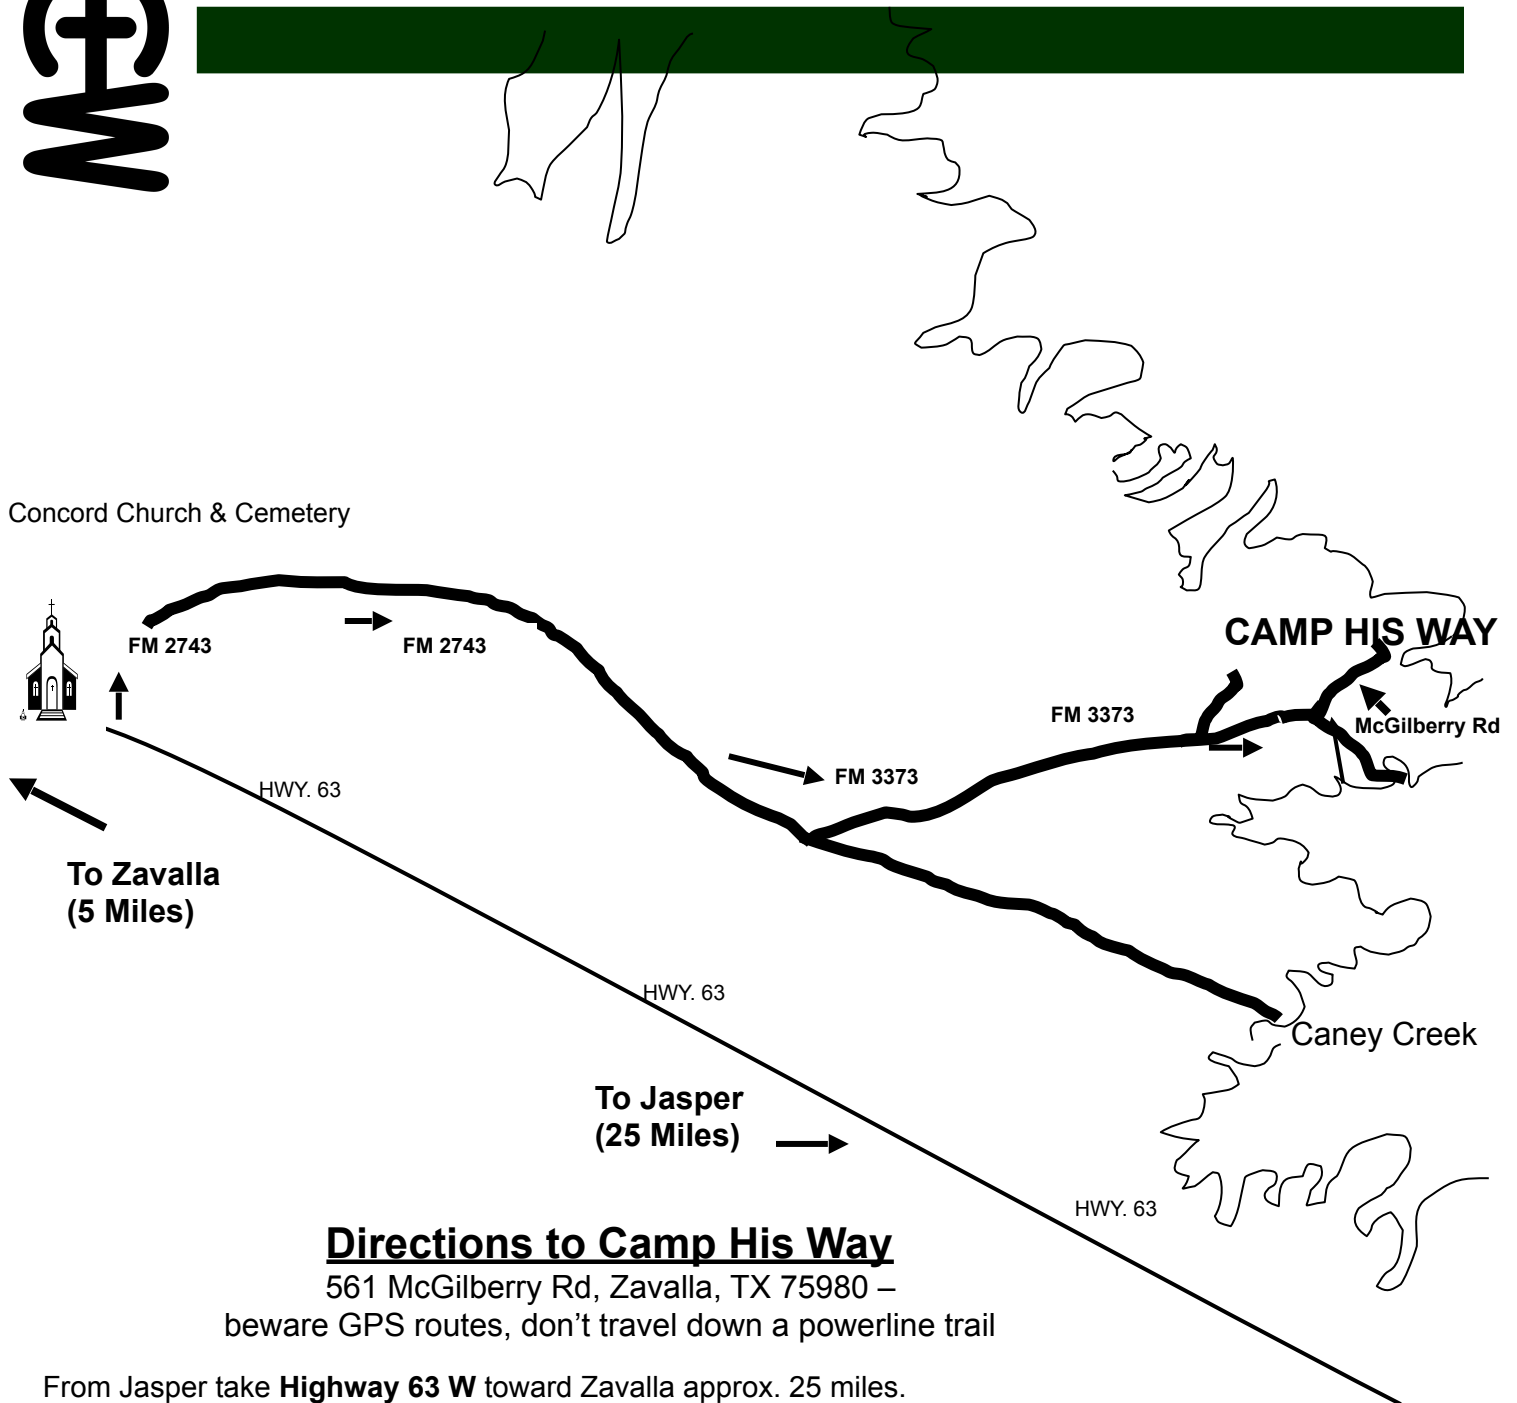 Concord Church & Cemetery
CAMP HIS WAY
FM 2743
FM 2743
FM 3373
McGilberry Rd
FM 3373
HWY. 63
To Zavalla
(5 Miles)
HWY. 63
Caney Creek
To Jasper
(25 Miles)
HWY. 63
Directions to Camp His Way
561 McGilberry Rd, Zavalla, TX 75980 –
beware GPS routes, don’t travel down a powerline trail
From Jasper take Highway 63 W toward Zavalla approx. 25 miles.